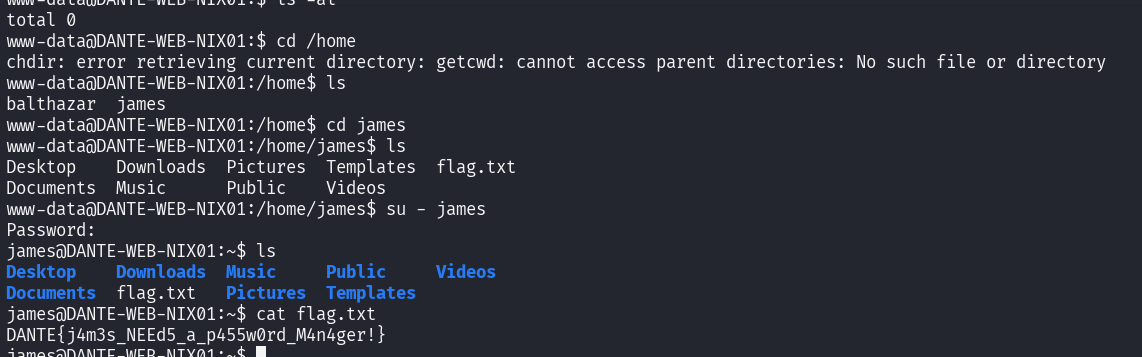 www-data@DANTE-WEB-NIX01:$ ls -al
total 0
www-data@DANTE-WEB-NIX01:$ cd /home
chdir: error retrieving current directory: getcwd: cannot access parent directories: No such file or directory
www-data@DANTE-WEB-NIX01:/home$ ls
balthazar  james
www-data@DANTE-WEB-NIX01:/home$ cd james
www-data@DANTE-WEB-NIX01:/home/james$ ls
Desktop    Downloads  Pictures  Templates  flag.txt
Documents  Music      Public    Videos
www-data@DANTE-WEB-NIX01:/home/james$ su - james
Password:
james@DANTE-WEB-NIX01:~$ ls
Desktop    Downloads  Music     Public     Videos
Documents  flag.txt   Pictures  Templates
james@DANTE-WEB-NIX01:~$ cat flag.txt
DANTE{j4m3s_NEEd5_a_p455w0rd_M4n4ger!}
james@DANTE-WEB-NIX01:~$